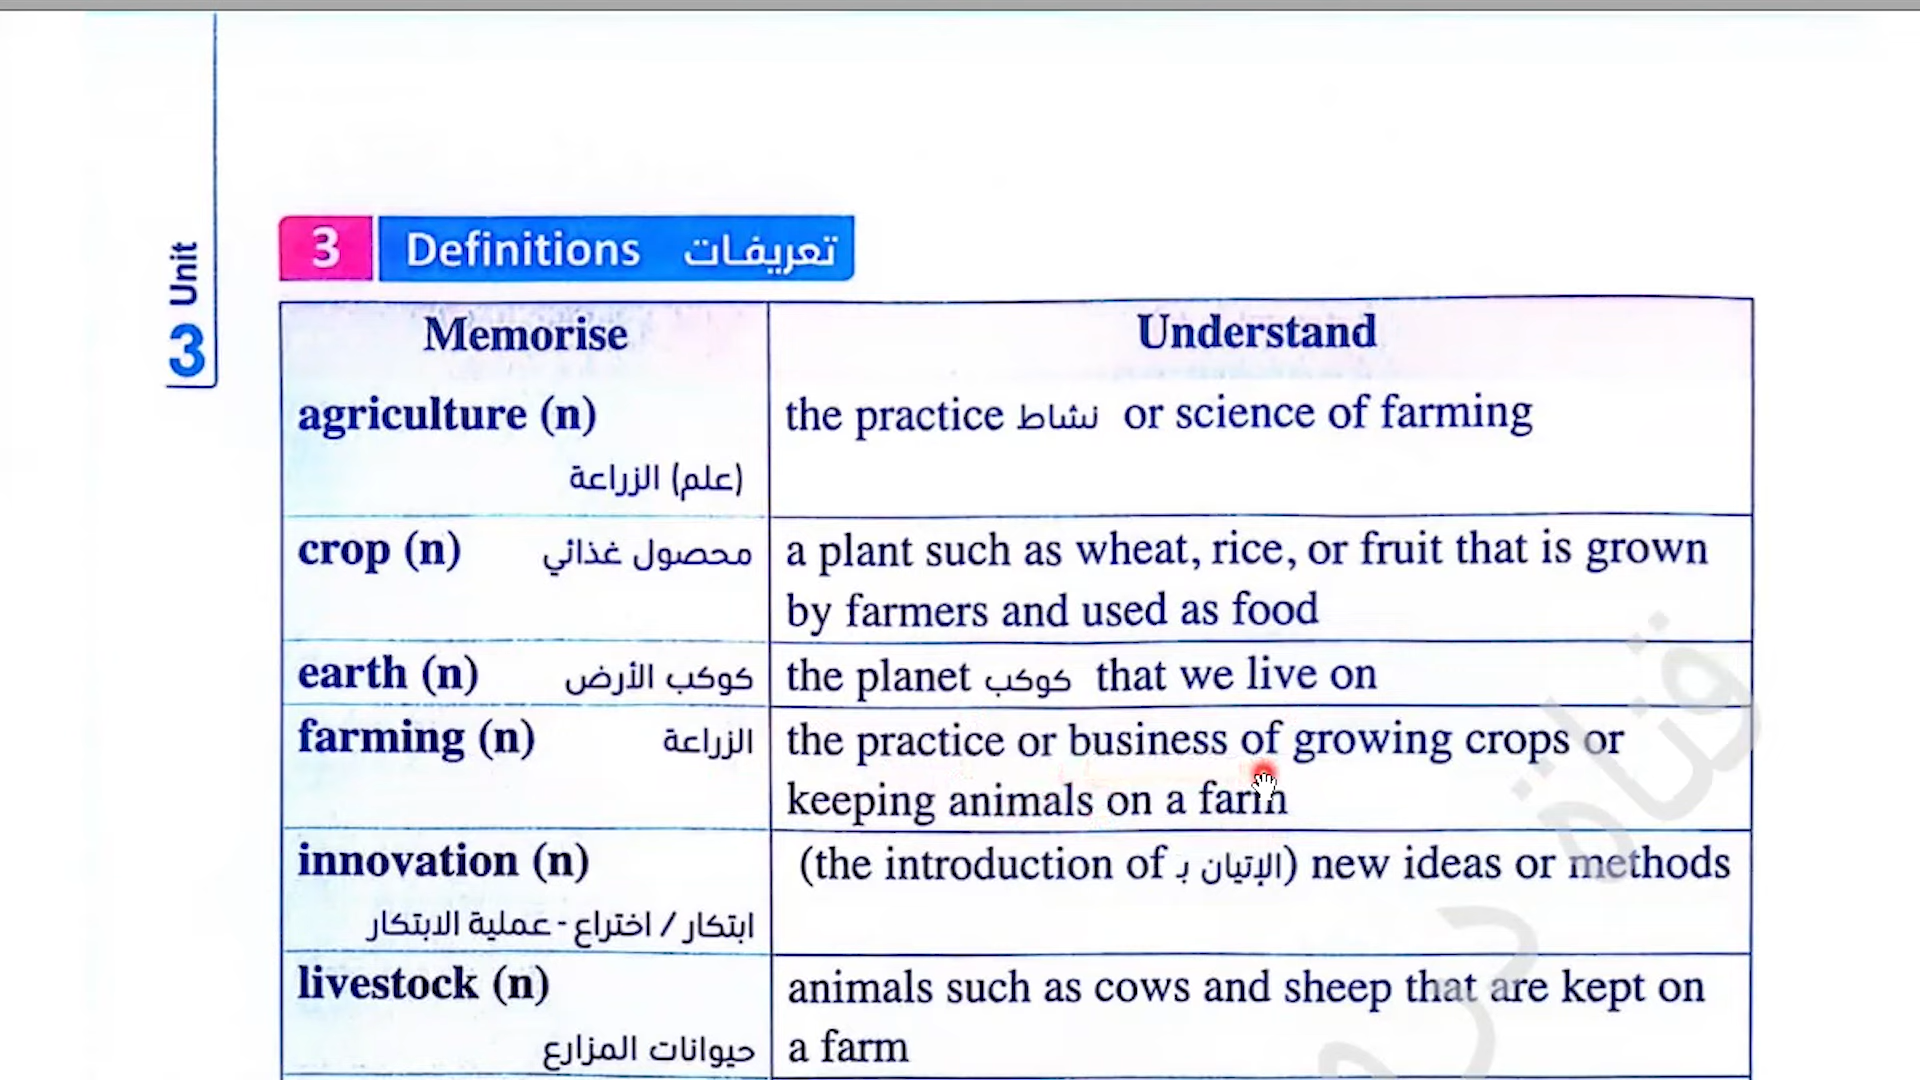 Unit 3
3 Definitions تعريفات
Memorise
Understand
agriculture (n)
(علم) الزراعة
the practice نشاط or science of farming
crop (n) محصول غذائي
a plant such as wheat, rice, or fruit that is grown
by farmers and used as food
earth (n) كوكب الأرض
the planet كوكب that we live on
farming (n) الزراعة
the practice or business of growing crops or
keeping animals on a farm
innovation (n)
ابتكار / اختراع - عملية الابتكار
(the introduction of الإتيان بـ) new ideas or methods
livestock (n)
حيوانات المزارع
animals such as cows and sheep that are kept on
a farm
قناة